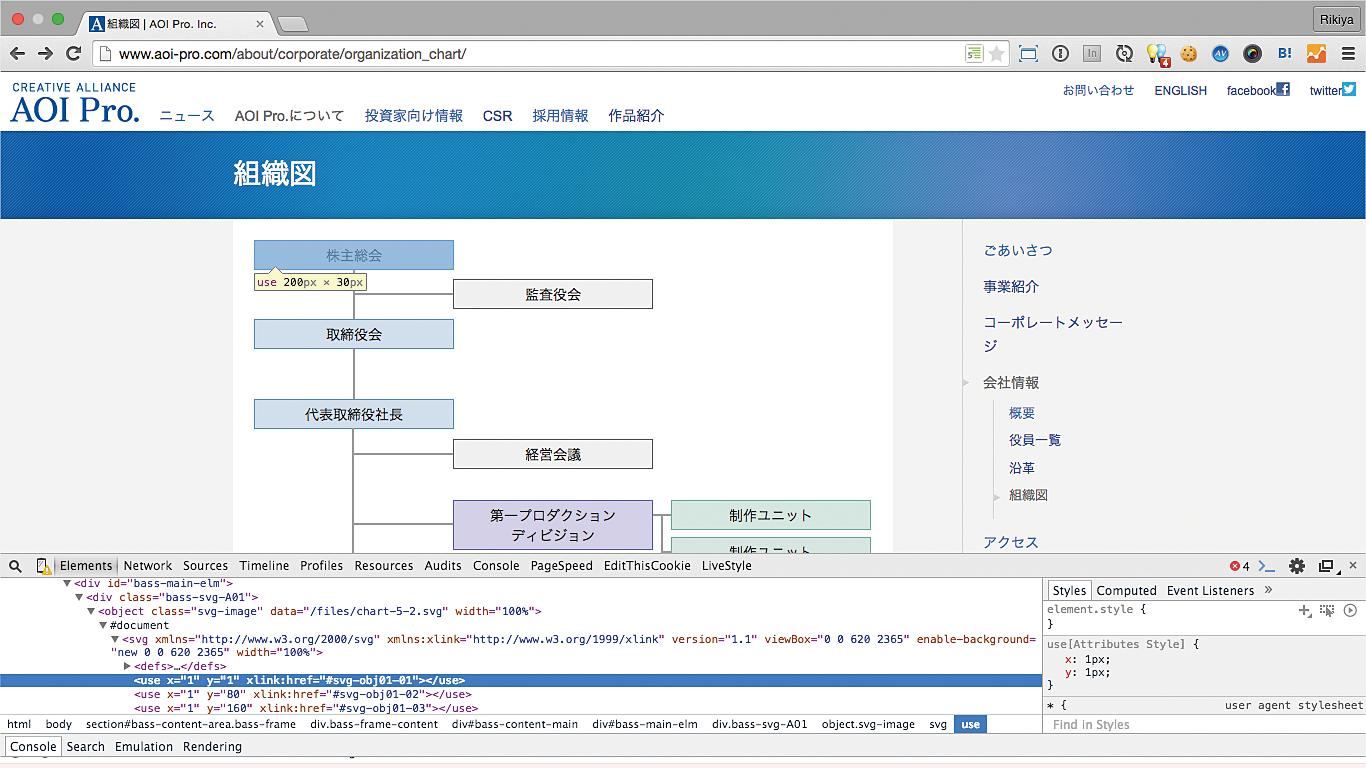 組織図 | AOI Pro. Inc.
Rikiya
www.aoi-pro.com/about/corporate/organization_chart/
In
4
AV
B!
CREATIVE ALLIANCE
AOI Pro.
ニュース AOI Pro.について 投資家向け情報 CSR 採用情報 作品紹介
お問い合わせ ENGLISH facebook twitter
組織図
株主総会
use 200px × 30px
監査役会
取締役会
代表取締役社長
経営会議
第一プロダクション
ディビジョン
制作ユニット
制作ユニット
ごあいさつ
事業紹介
コーポレートメッセー
ジ
会社情報
概要
役員一覧
沿革
組織図
アクセス
Elements Network Sources Timeline Profiles Resources Audits Console PageSpeed EditThisCookie LiveStyle
4
<div id="bass-main-elm">
<div class="bass-svg-A01">
<object class="svg-image" data="/files/chart-5-2.svg" width="100%">
#document
<svg xmlns="http://www.w3.org/2000/svg" xmlns:xlink="http://www.w3.org/1999/xlink" version="1.1" viewBox="0 0 620 2365" enable-background=
"new 0 0 620 2365" width="100%">
<defs>…</defs>
<use x="1" y="1" xlink:href="#svg-obj01-01"></use>
<use x="1" y="80" xlink:href="#svg-obj01-02"></use>
<use x="1" y="160" xlink:href="#svg-obj01-03"></use>
Styles Computed Event Listeners »
element.style {
}
use[Attributes Style] {
x: 1px;
y: 1px;
}
* { user agent stylesheet
Find in Styles
html body section#bass-content-area.bass-frame div.bass-frame-content div#bass-content-main div#bass-main-elm div.bass-svg-A01 object.svg-image svg use
Console Search Emulation Rendering